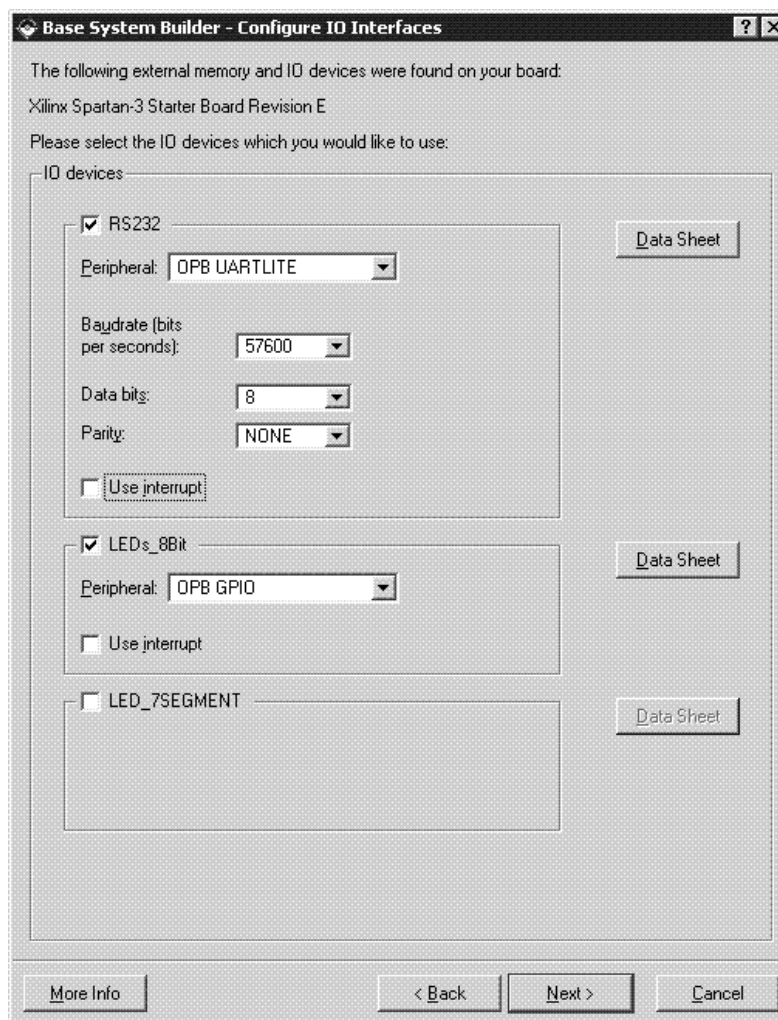 Base System Builder - Configure IO Interfaces
The following external memory and IO devices were found on your board:
Xilinx Spartan-3 Starter Board Revision E
Please select the IO devices which you would like to use:
IO devices
RS232
Data Sheet
Peripheral: OPB UARTLITE
Baudrate (bits
per seconds): 57600
Data bits: 8
Parity: NONE
Use interrupt
LEDs_8Bit
Data Sheet
Peripheral: OPB GPIO
Use interrupt
LED_7SEGMENT
Data Sheet
More Info < Back Next > Cancel